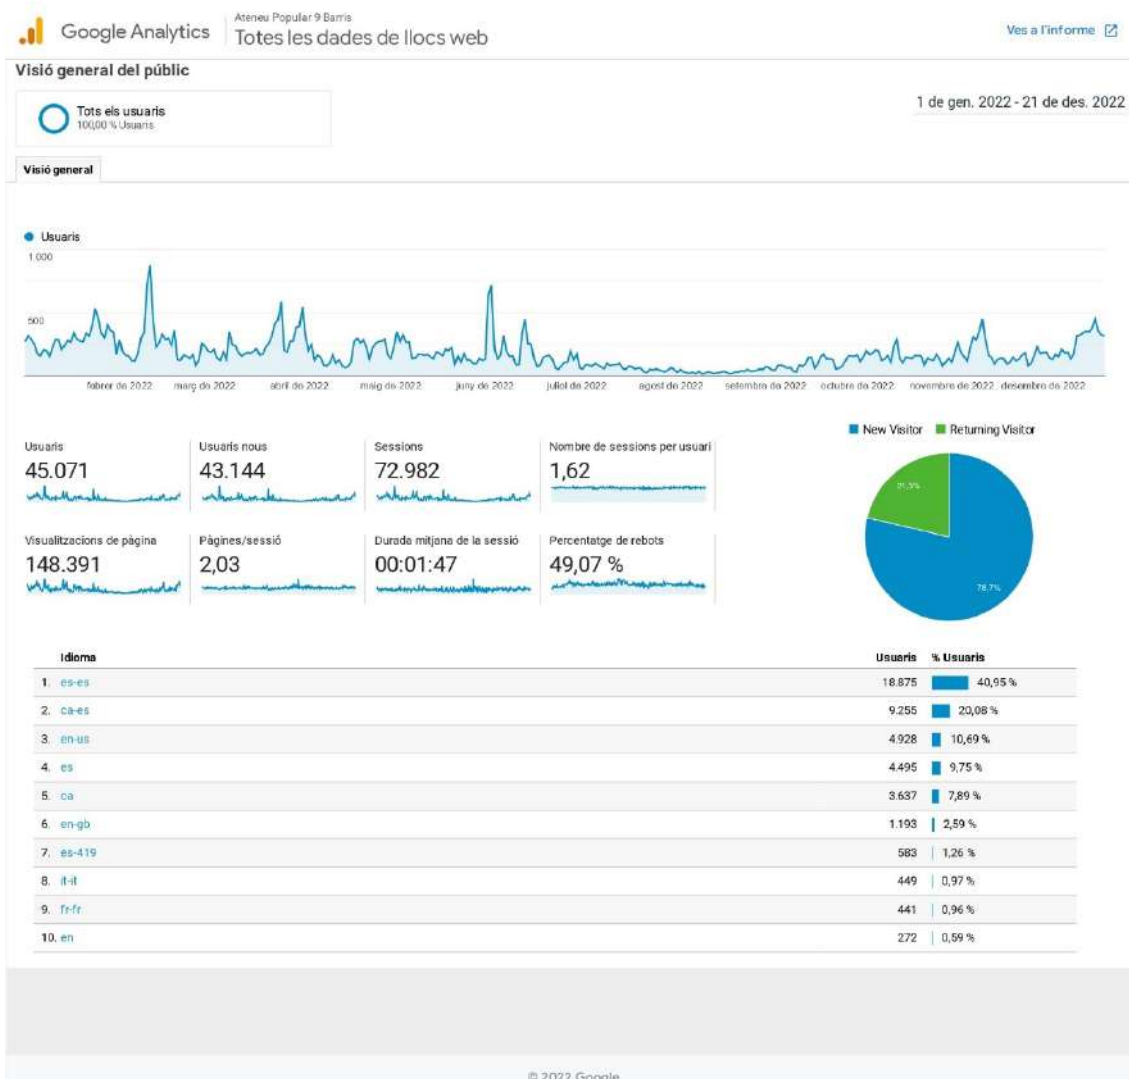 Google Analytics
Ateneu Popular 9 Barris
Totes les dades de llocs web
Ves a l'informe
Visió general del públic
Tots els usuaris
100,00 % Usuaris
1 de gen. 2022 - 21 de des. 2022
Visió general
Usuaris
1.000
500
febrer de 2022 març de 2022 abril de 2022 maig de 2022 juny de 2022 juliol de 2022 agost de 2022 setembre de 2022 octubre de 2022 novembre de 2022 desembre de 2022
New Visitor Returning Visitor
Usuaris
45.071
Usuaris nous
43.144
Sessions
72.982
Nombre de sessions per usuari
1,62
Visualitzacions de pàgina
148.391
Pàgines/sessió
2,03
Durada mitjana de la sessió
00:01:47
Percentatge de rebots
49,07 %
21,3%
78,7%
Idioma Usuaris % Usuaris
1. es-es 18.875 40,95 %
2. ca-es 9.255 20,08 %
3. en-us 4.928 10,69 %
4. es 4.495 9,75 %
5. ca 3.637 7,89 %
6. en-gb 1.193 2,59 %
7. es-419 583 1,26 %
8. it-it 449 0,97 %
9. fr-fr 441 0,96 %
10. en 272 0,59 %
© 2022 Google